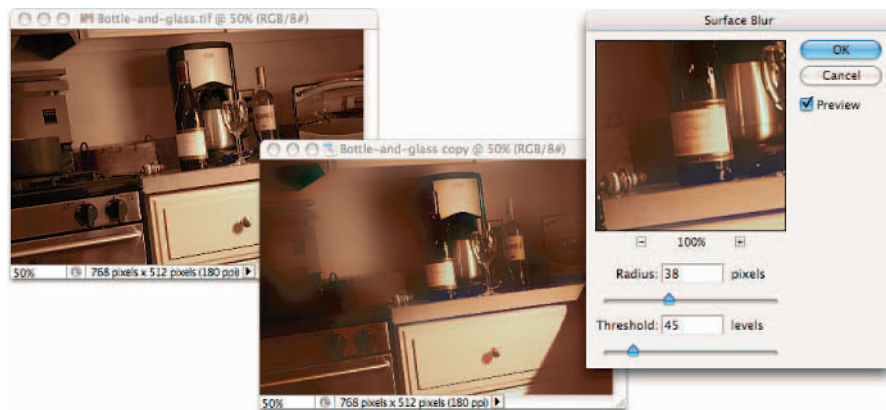 Bottle-and-glass.tif @ 50% (RGB/8#)
50%
768 pixels x 512 pixels (180 ppi)
Bottle-and-glass copy @ 50% (RGB/8#)
50%
768 pixels x 512 pixels (180 ppi)
Surface Blur
OK
Cancel
Preview
100%
Radius: 38 pixels
Threshold: 45 levels